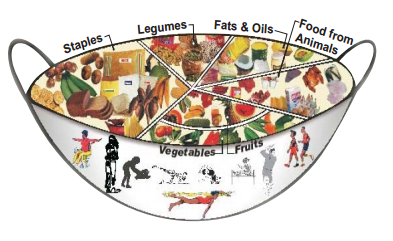 Staples
Legumes
Fats & Oils
Food from
Animals
Vegetables
Fruits